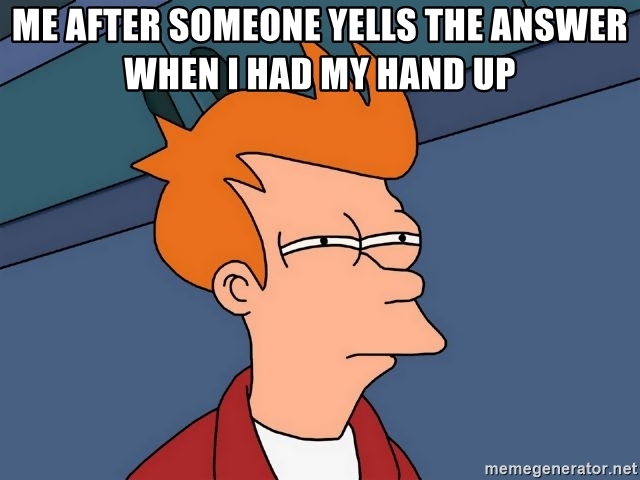 ME AFTER SOMEONE YELLS THE ANSWER
WHEN I HAD MY HAND UP
memegenerator.net